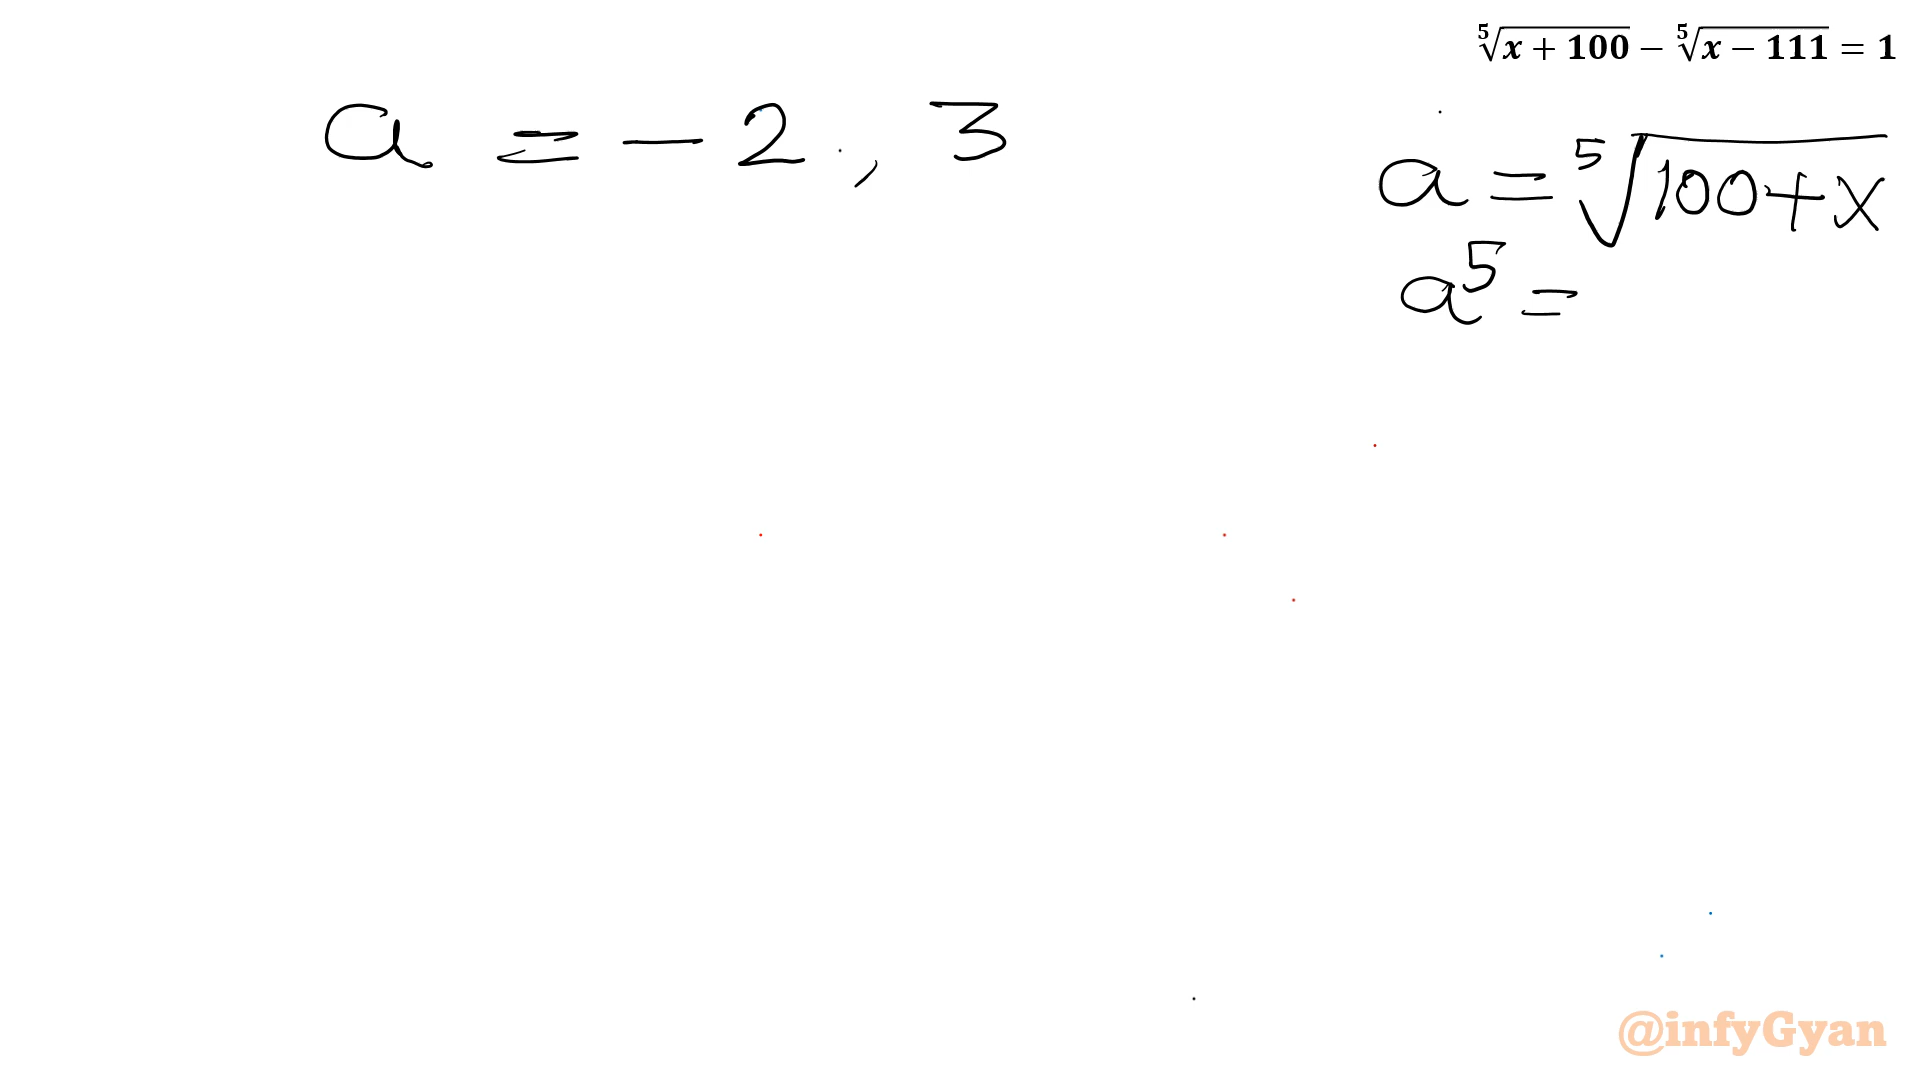 ⁵√x + 100 − ⁵√x − 111 = 1
a = −2, 3
a = ⁵√100+x
a⁵ =
@infyGyan